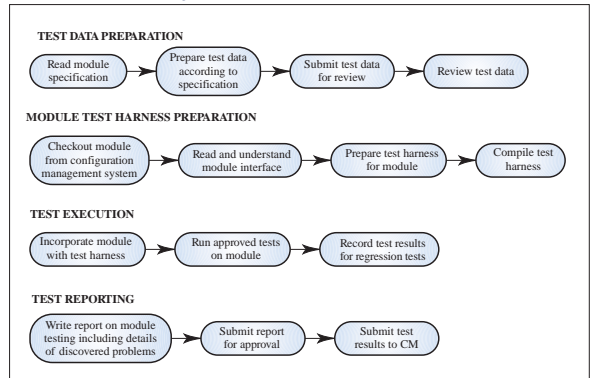 TEST DATA PREPARATION
Read module
specification
Prepare test data
according to
specification
Submit test data
for review
Review test data
MODULE TEST HARNESS PREPARATION
Checkout module
from configuration
management system
Read and understand
module interface
Prepare test harness
for module
Compile test
harness
TEST EXECUTION
Incorporate module
with test harness
Run approved tests
on module
Record test results
for regression tests
TEST REPORTING
Write report on module
testing including details
of discovered problems
Submit report
for approval
Submit test
results to CM